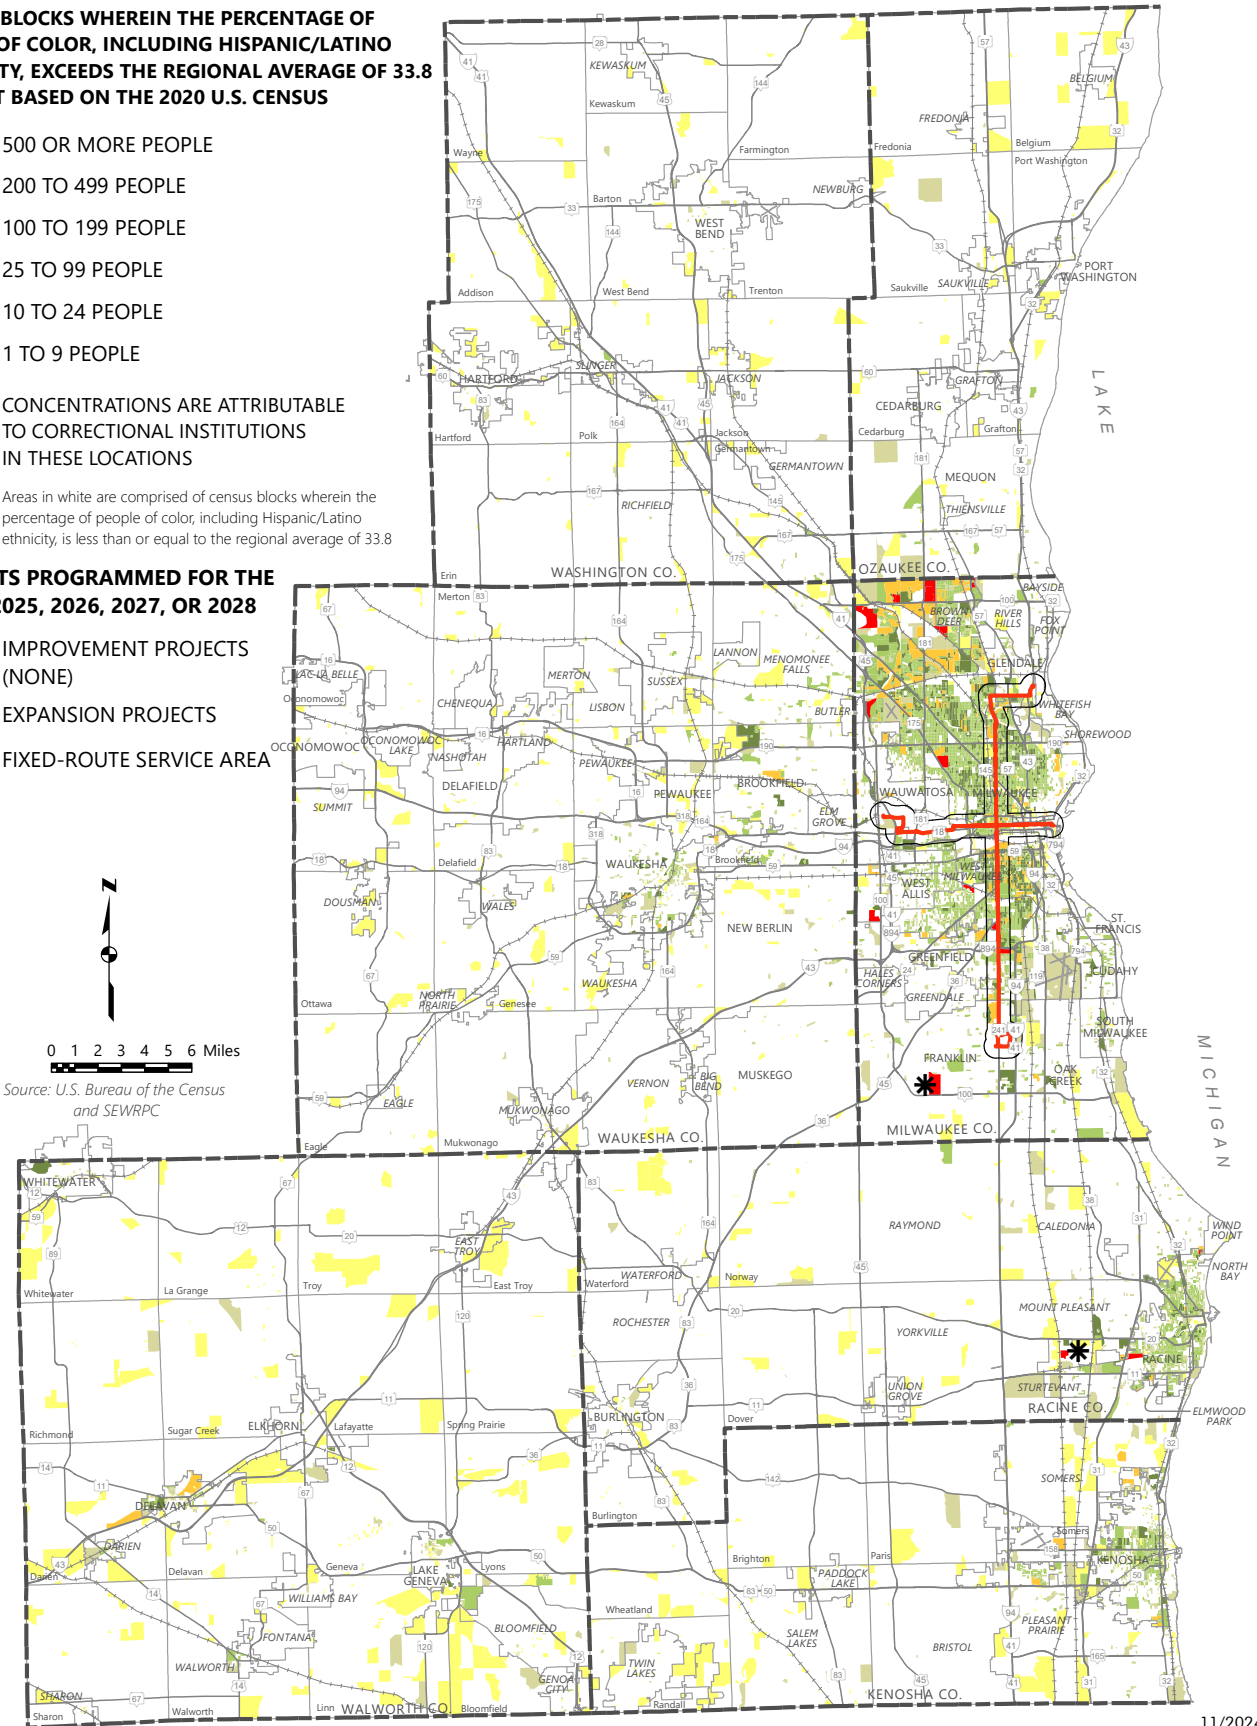 BLOCKS WHEREIN THE PERCENTAGE OF
OF COLOR, INCLUDING HISPANIC/LATINO
TY, EXCEEDS THE REGIONAL AVERAGE OF 33.8
T BASED ON THE 2020 U.S. CENSUS
500 OR MORE PEOPLE
200 TO 499 PEOPLE
100 TO 199 PEOPLE
25 TO 99 PEOPLE
10 TO 24 PEOPLE
1 TO 9 PEOPLE
CONCENTRATIONS ARE ATTRIBUTABLE
TO CORRECTIONAL INSTITUTIONS
IN THESE LOCATIONS
Areas in white are comprised of census blocks wherein the
percentage of people of color, including Hispanic/Latino
ethnicity, is less than or equal to the regional average of 33.8
TS PROGRAMMED FOR THE
2025, 2026, 2027, OR 2028
IMPROVEMENT PROJECTS
(NONE)
EXPANSION PROJECTS
FIXED-ROUTE SERVICE AREA
N
0 1 2 3 4 5 6 Miles
Source: U.S. Bureau of the Census
and SEWRPC
KEWASKUM
Kewaskum
Wayne
Farmington
Fredonia
FREDONIA
BELGIUM
Belgium
Port Washington
NEWBURG
Barton
WEST
BEND
Addison
West Bend
Trenton
Saukville
SAUKVILLE
PORT
WASHINGTON
HARTFORD
SLINGER
JACKSON
GRAFTON
CEDARBURG
Hartford
Polk
Jackson
Germantown
Cedarburg
Grafton
GERMANTOWN
MEQUON
RICHFIELD
THIENSVILLE
Erin
WASHINGTON CO.
OZAUKEE CO.
LAKE
MICHIGAN
Merton
BAYSIDE
BROWN
DEER
RIVER
HILLS
FOX
POINT
LANNON
MENOMONEE
FALLS
GLENDALE
LAC LA BELLE
Oconomowoc
MERTON
SUSSEX
CHENEQUA
LISBON
BUTLER
WHITEFISH
BAY
SHOREWOOD
OCONOMOWOC
OCONOMOWOC
LAKE
HARTLAND
NASHOTAH
PEWAUKEE
DELAFIELD
PEWAUKEE
BROOKFIELD
WAUWATOSA
MILWAUKEE
SUMMIT
ELM
GROVE
Delafield
WAUKESHA
Brookfield
WEST
MILWAUKEE
WEST
ALLIS
DOUSMAN
WALES
NEW BERLIN
ST.
FRANCIS
GREENFIELD
HALES
CORNERS
CUDAHY
WAUKESHA
GREENDALE
Ottawa
NORTH
PRAIRIE
Genesee
SOUTH
MILWAUKEE
FRANKLIN
OAK
CREEK
VERNON
BIG
BEND
MUSKEGO
EAGLE
MUKWONAGO
Eagle
Mukwonago
WAUKESHA CO.
MILWAUKEE CO.
WHITEWATER
EAST
TROY
RAYMOND
CALEDONIA
WIND
POINT
NORTH
BAY
Whitewater
La Grange
Troy
East Troy
Waterford
WATERFORD
Norway
ROCHESTER
MOUNT PLEASANT
YORKVILLE
RACINE
UNION
GROVE
STURTEVANT
RACINE CO.
ELMWOOD
PARK
Richmond
Sugar Creek
ELKHORN
Lafayatte
Spring Prairie
BURLINGTON
Dover
SOMERS
DELAVAN
DARIEN
Burlington
Somers
Darien
Delavan
Geneva
LAKE
GENEVA
Lyons
Brighton
Paris
KENOSHA
PADDOCK
LAKE
WILLIAMS BAY
Wheatland
FONTANA
BLOOMFIELD
SALEM
LAKES
PLEASANT
PRAIRIE
BRISTOL
WALWORTH
GENOA
CITY
TWIN
LAKES
SHARON
Sharon
Walworth
Linn
WALWORTH CO.
Bloomfield
Randall
KENOSHA CO.